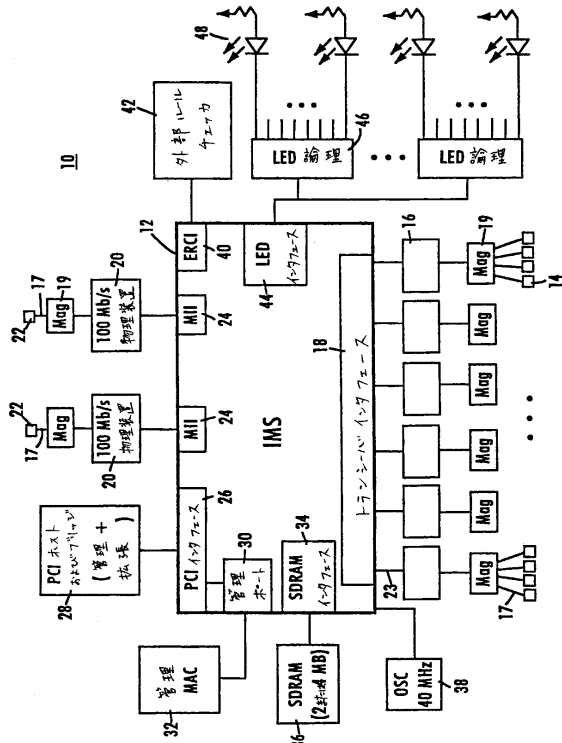 10
42
外部ルール
チェッカ
48
LED 論理
46
LED 論理
12
ERCI
40
LED
インタフェース
44
22
17
Mag
19
100 Mb/s
物理装置
20
MII
24
22
17
Mag
100 Mb/s
物理装置
20
MII
24
IMS
PCI ホスト
およびブリッジ
(管理 +
拡張)
28
PCI インタフェース
26
管理
ポート
30
管理
MAC
32
SDRAM
インタフェース
34
SDRAM
(2または4 MB)
36
OSC
40 MHz
38
トランシーバ インタフェース
18
16
23
Mag
17
Mag
Mag
Mag
Mag
Mag
19
14